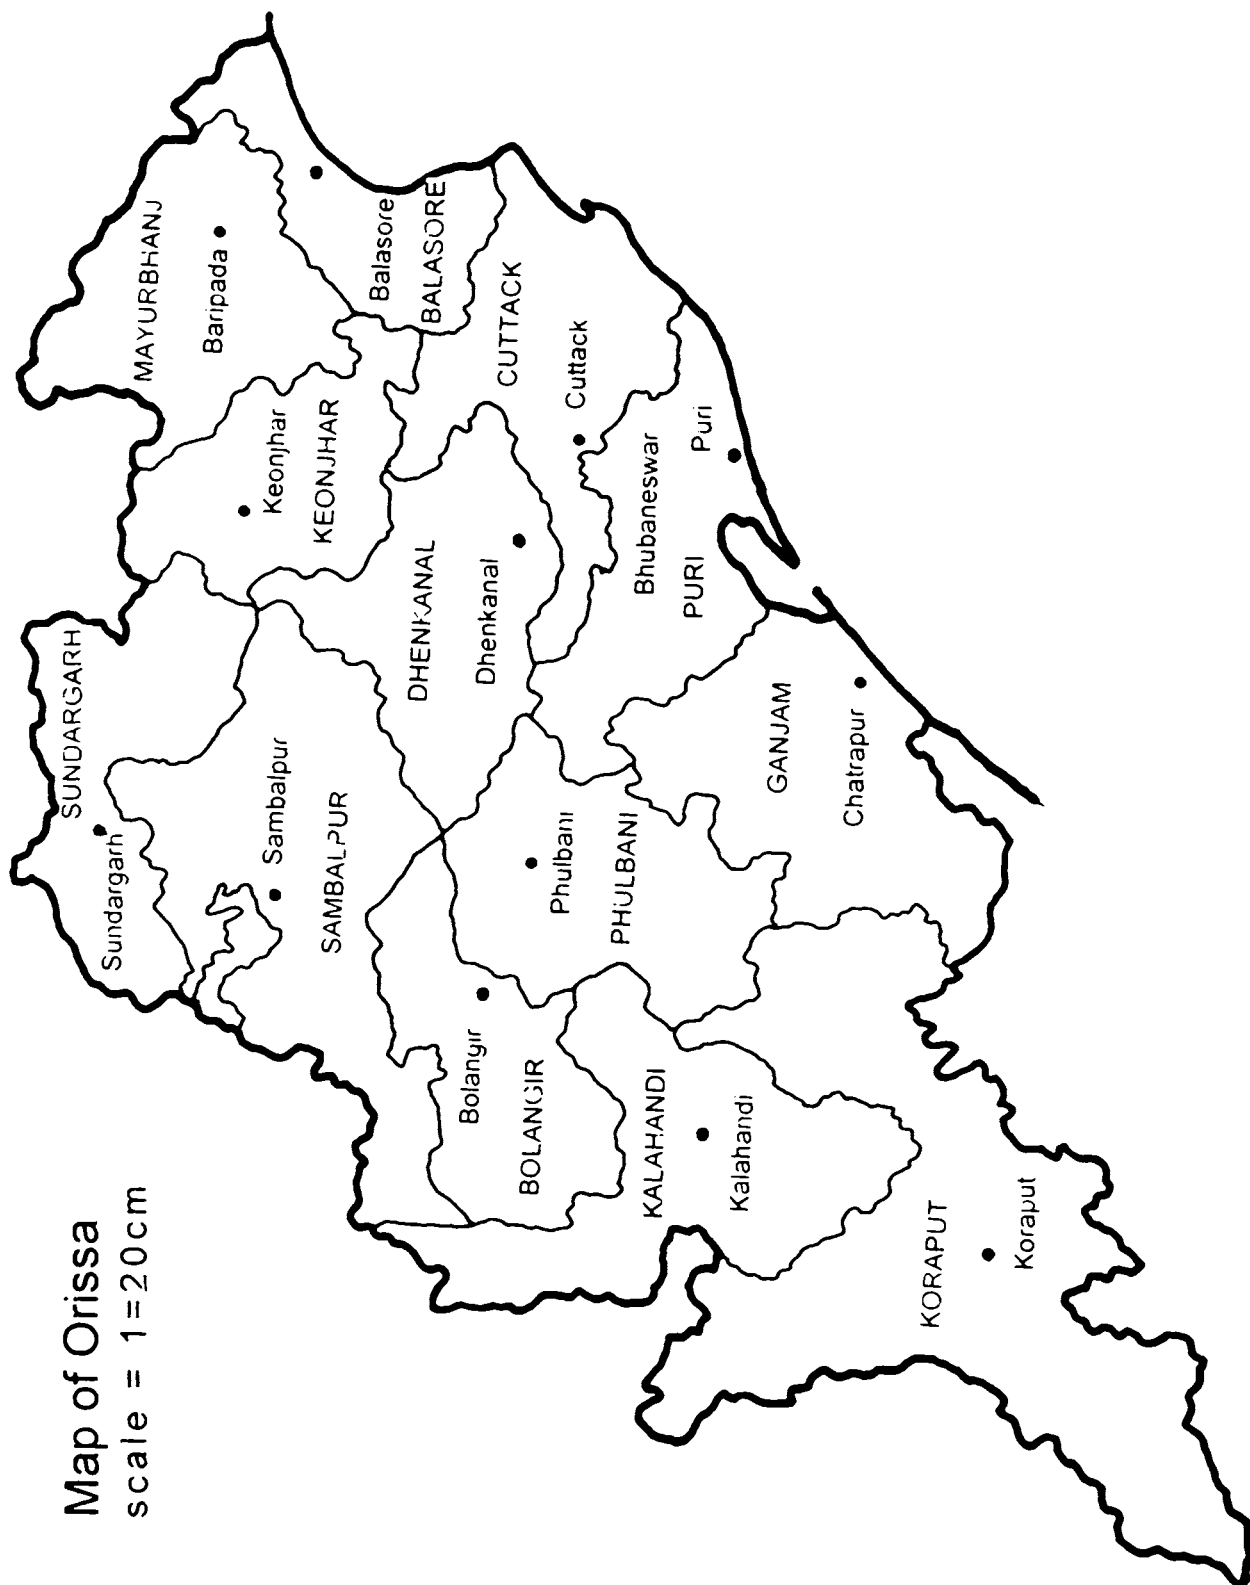 Map of Orissa
scale = 1=20cm
SUNDARGARH
Sundargarh
MAYURBHANJ
Baripada
Keonjhar
KEONJHAR
Balasore
BALASORE
Sambalpur
SAMBALPUR
DHENKANAL
Dhenkanal
CUTTACK
Cuttack
Bolangir
BOLANGIR
Phulbani
PHULBANI
Bhubaneswar
PURI
Puri
KALAHANDI
Kalahandi
GANJAM
Chatrapur
KORAPUT
Koraput